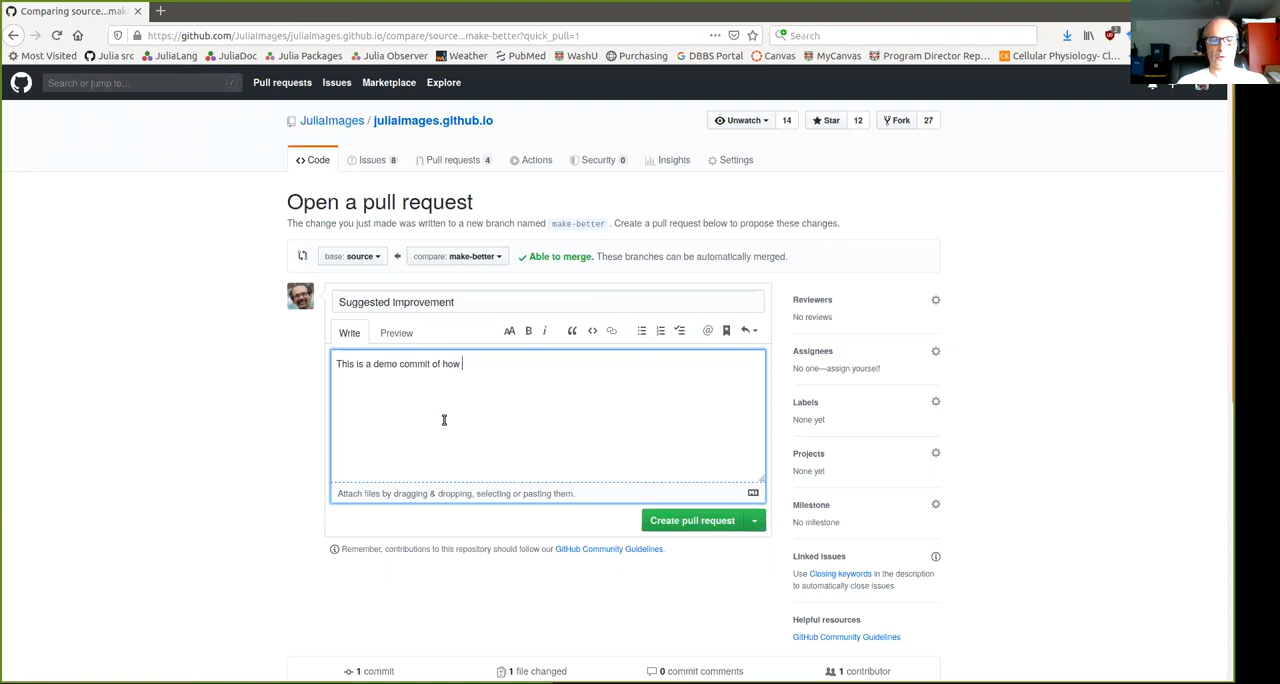 Comparing source...mak
https://github.com/JuliaImages/juliaimages.github.io/compare/source...make-better?quick_pull=1
Search
Most Visited Julia src JuliaLang JuliaDoc Julia Packages Julia Observer Weather PubMed WashU Purchasing DBBS Portal Canvas MyCanvas Program Director Rep... Cellular Physiology- Cl...
Search or jump to...
/
Pull requests Issues Marketplace Explore
JuliaImages / juliaimages.github.io
Unwatch 14 Star 12 Fork 27
Code Issues 8 Pull requests 4 Actions Security 0 Insights Settings
Open a pull request
The change you just made was written to a new branch named make-better . Create a pull request below to propose these changes.
base: source compare: make-better Able to merge. These branches can be automatically merged.
Suggested improvement
Write Preview
AA B i
This is a demo commit of how
Attach files by dragging & dropping, selecting or pasting them.
Create pull request
Remember, contributions to this repository should follow our GitHub Community Guidelines.
Reviewers
No reviews
Assignees
No one—assign yourself
Labels
None yet
Projects
None yet
Milestone
No milestone
Linked issues
Use Closing keywords in the description
to automatically close issues
Helpful resources
GitHub Community Guidelines
1 commit 1 file changed 0 commit comments 1 contributor